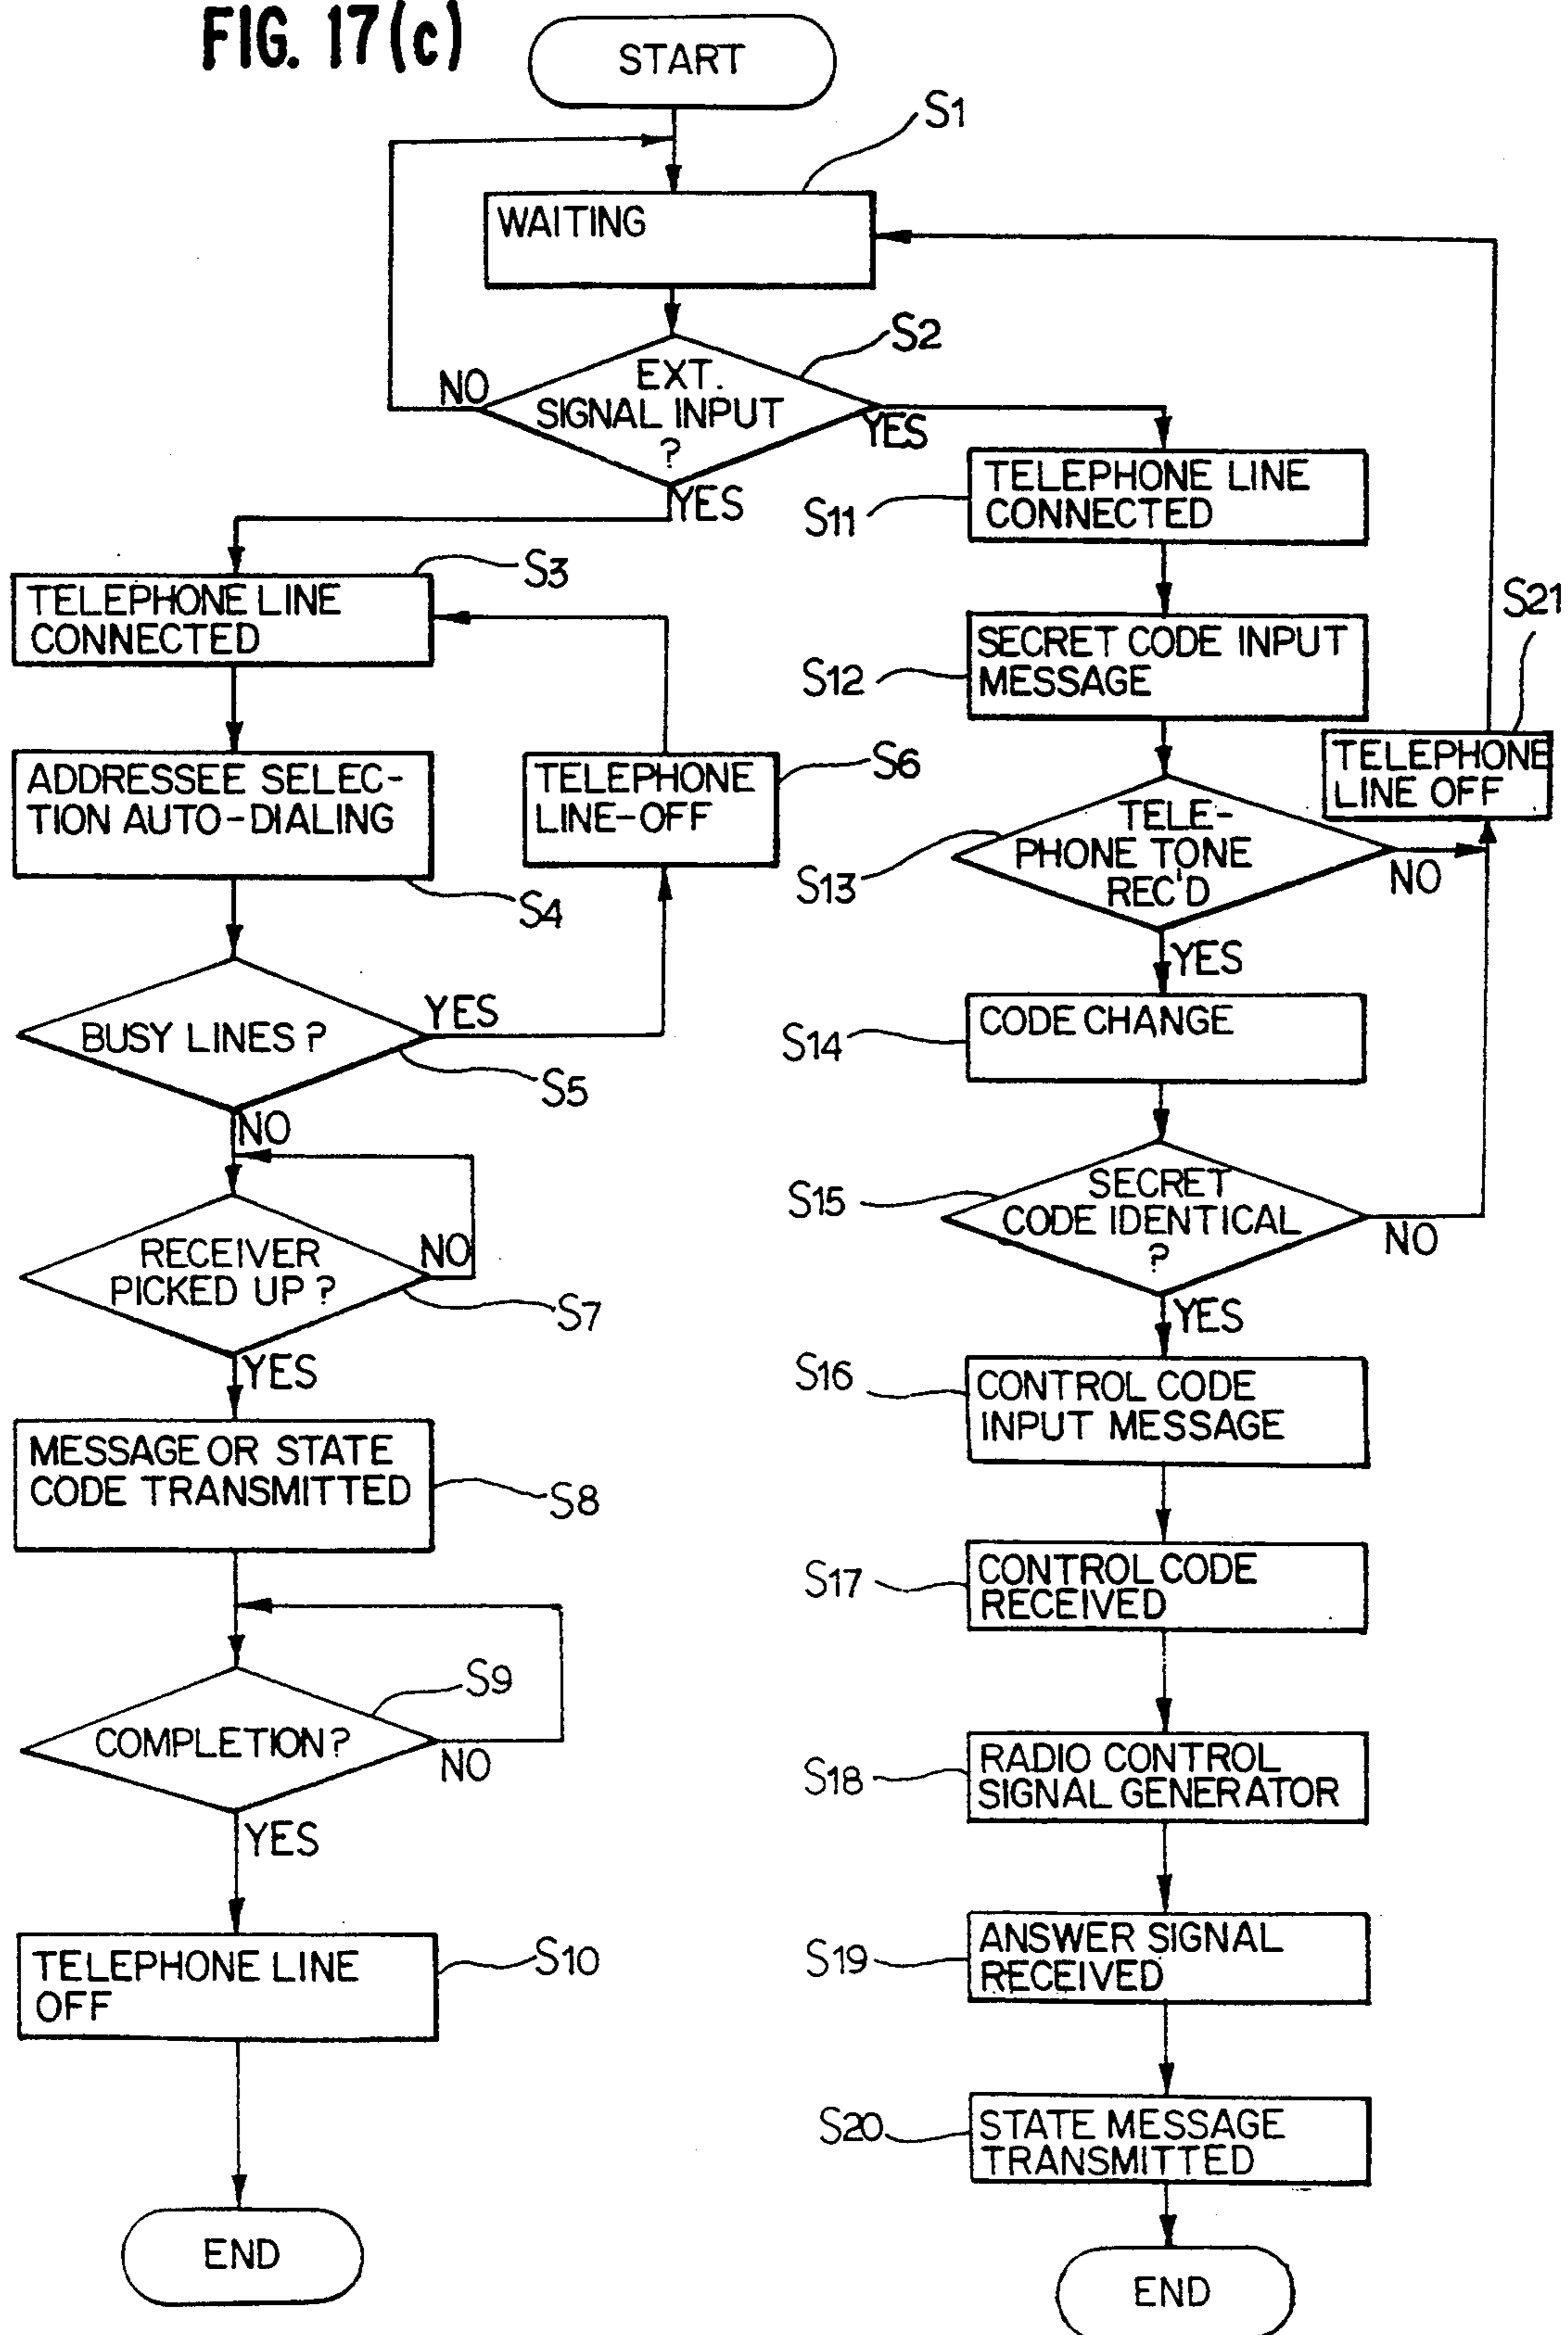 FIG. 17(c)
START
S1
WAITING
S2
NO
EXT.
SIGNAL INPUT
?
YES
YES
S11
TELEPHONE LINE
CONNECTED
S3
TELEPHONE LINE
CONNECTED
S12
SECRET CODE INPUT
MESSAGE
S21
TELEPHONE
LINE OFF
ADDRESSEE SELEC-
TION AUTO-DIALING
S4
TELEPHONE
LINE-OFF
S6
S13
TELE-
PHONE TONE
REC'D
NO
YES
BUSY LINES ?
YES
S5
NO
S14
CODE CHANGE
S15
SECRET
CODE IDENTICAL
?
NO
YES
RECEIVER
PICKED UP ?
NO
S7
YES
S16
CONTROL CODE
INPUT MESSAGE
MESSAGE OR STATE
CODE TRANSMITTED
S8
S17
CONTROL CODE
RECEIVED
S9
COMPLETION?
NO
YES
S18
RADIO CONTROL
SIGNAL GENERATOR
TELEPHONE LINE
OFF
S10
S19
ANSWER SIGNAL
RECEIVED
S20
STATE MESSAGE
TRANSMITTED
END
END